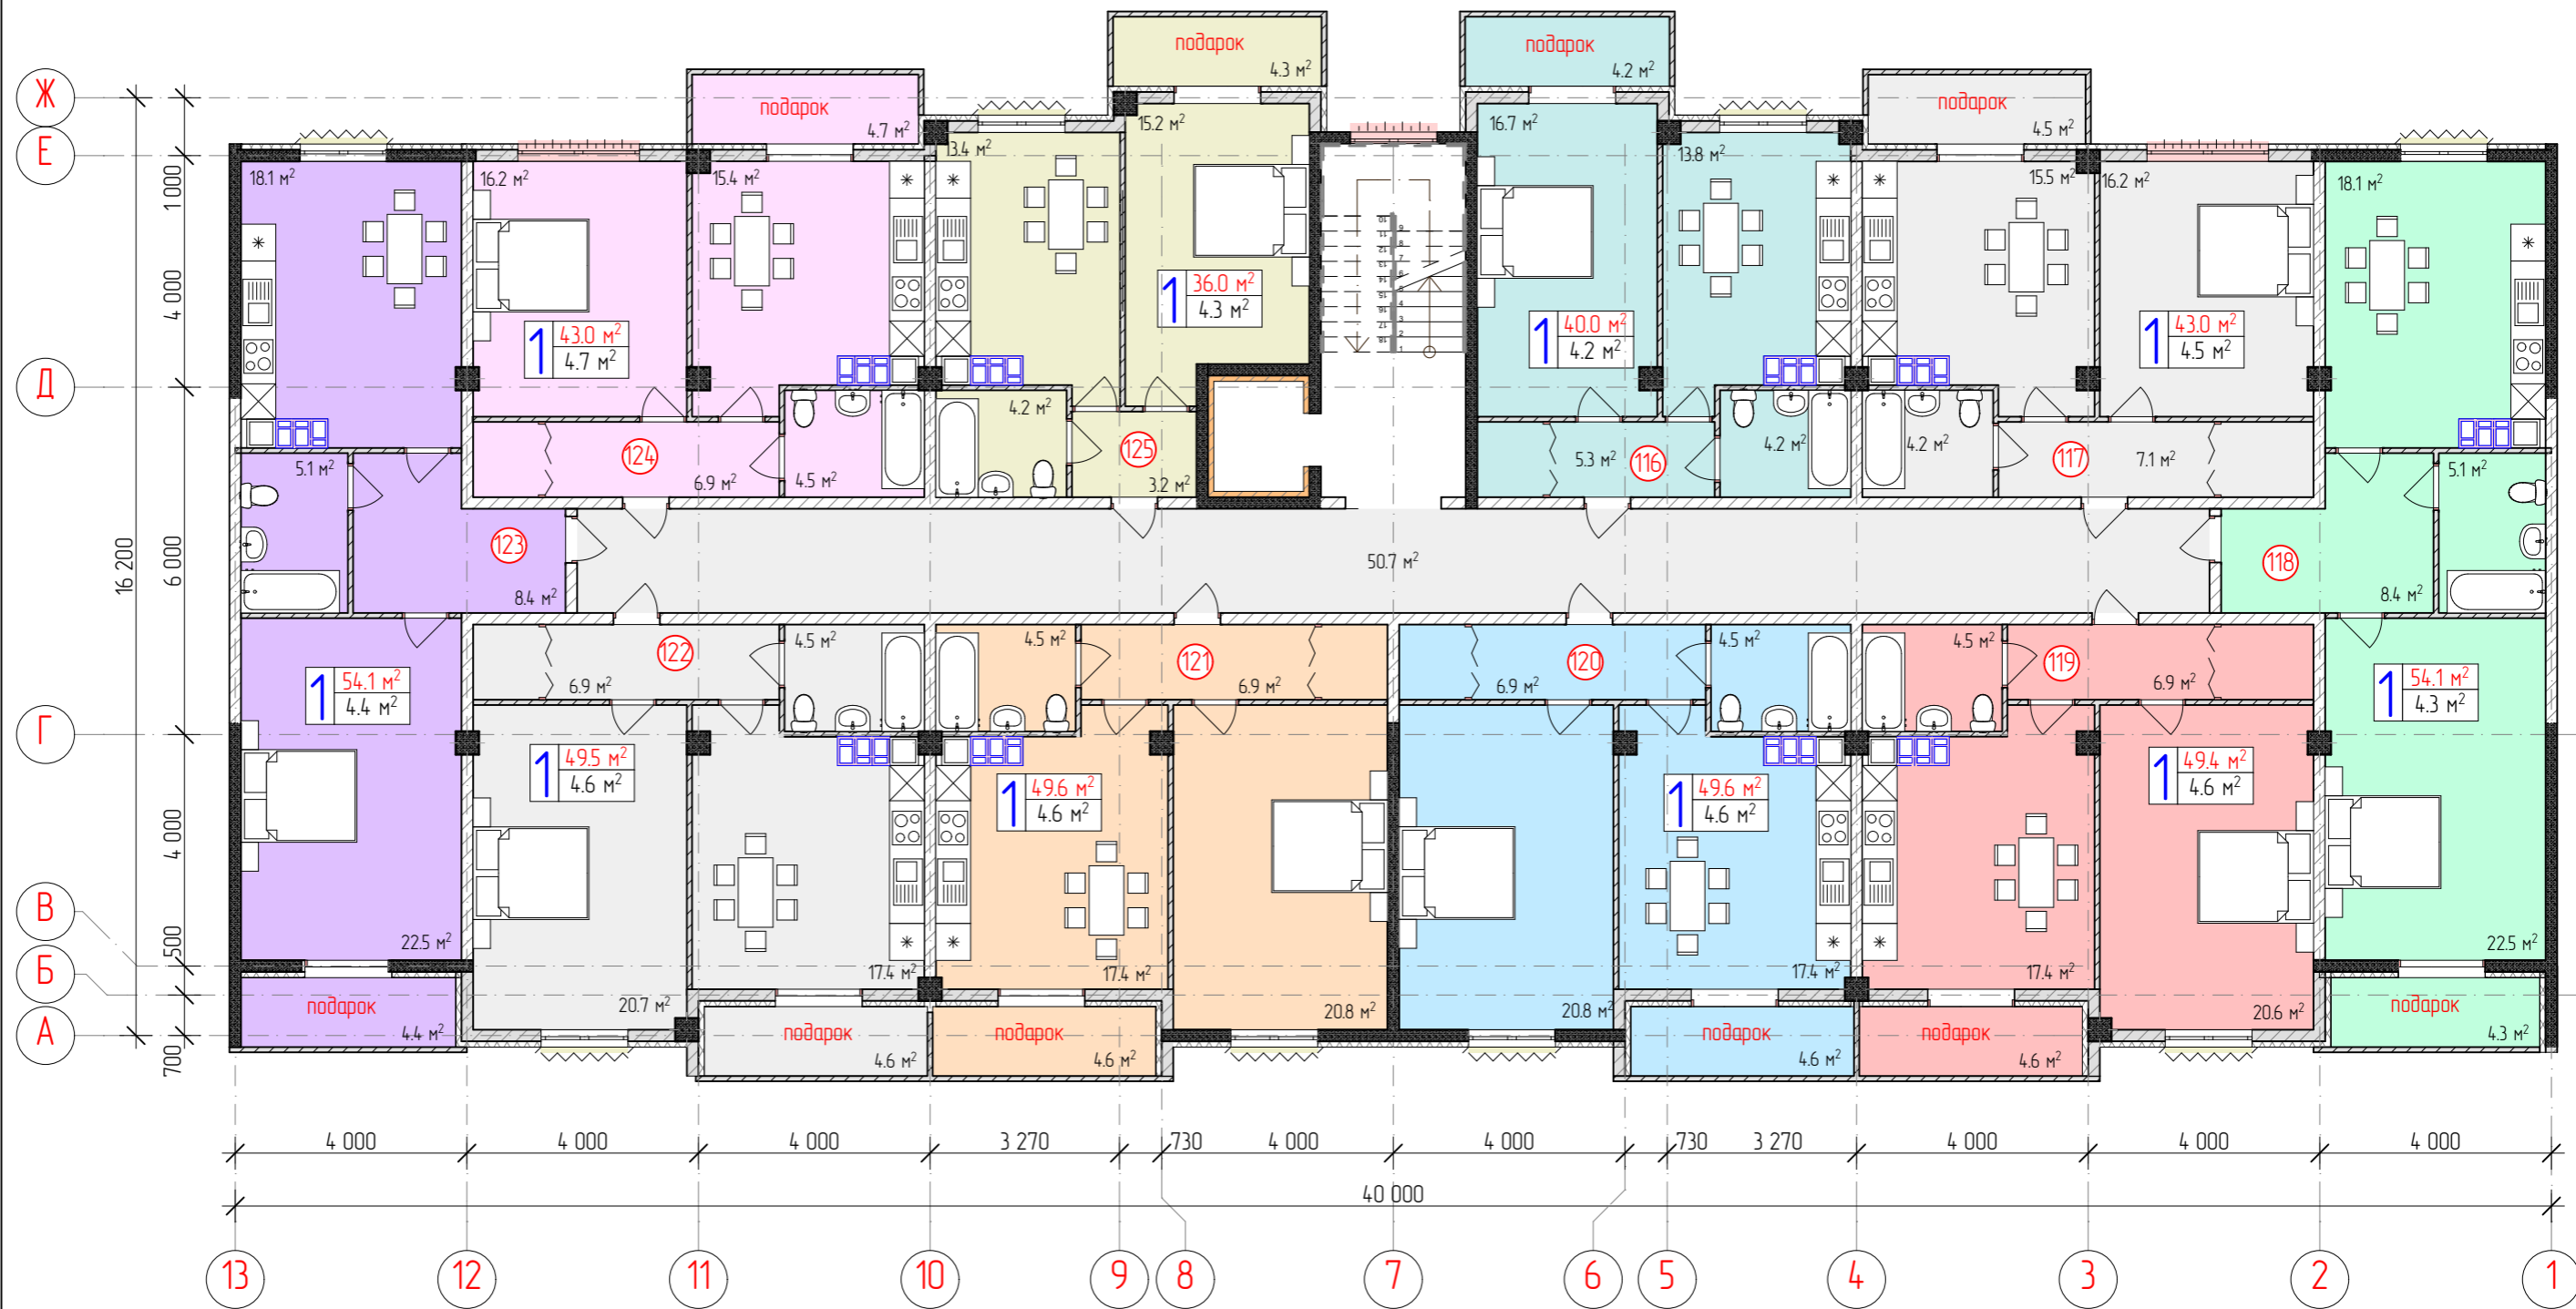 подарок
4.3 м²
подарок
4.2 м²
Ж
подарок
4.7 м²
подарок
4.5 м²
Е
18.1 м²
16.2 м²
15.4 м²
13.4 м²
15.2 м²
16.7 м²
13.8 м²
15.5 м²
16.2 м²
18.1 м²
1 000
4 000
1
43.0 м²
4.7 м²
1
36.0 м²
4.3 м²
1
40.0 м²
4.2 м²
1
43.0 м²
4.5 м²
Д
5.1 м²
124
6.9 м²
4.5 м²
4.2 м²
125
3.2 м²
5.3 м²
116
4.2 м²
4.2 м²
117
7.1 м²
5.1 м²
16 200
6 000
123
8.4 м²
50.7 м²
118
8.4 м²
122
6.9 м²
4.5 м²
4.5 м²
121
6.9 м²
120
6.9 м²
4.5 м²
4.5 м²
119
6.9 м²
1
54.1 м²
4.4 м²
1
54.1 м²
4.3 м²
Г
1
49.5 м²
4.6 м²
1
49.6 м²
4.6 м²
1
49.6 м²
4.6 м²
1
49.4 м²
4.6 м²
4 000
В
22.5 м²
17.4 м²
17.4 м²
17.4 м²
17.4 м²
22.5 м²
500
Б
подарок
4.4 м²
20.7 м²
20.8 м²
20.8 м²
20.6 м²
подарок
4.3 м²
А
700
подарок
4.6 м²
подарок
4.6 м²
подарок
4.6 м²
подарок
4.6 м²
4 000
4 000
4 000
3 270
730
4 000
4 000
730
3 270
4 000
4 000
4 000
40 000
13
12
11
10
9
8
7
6
5
4
3
2
1